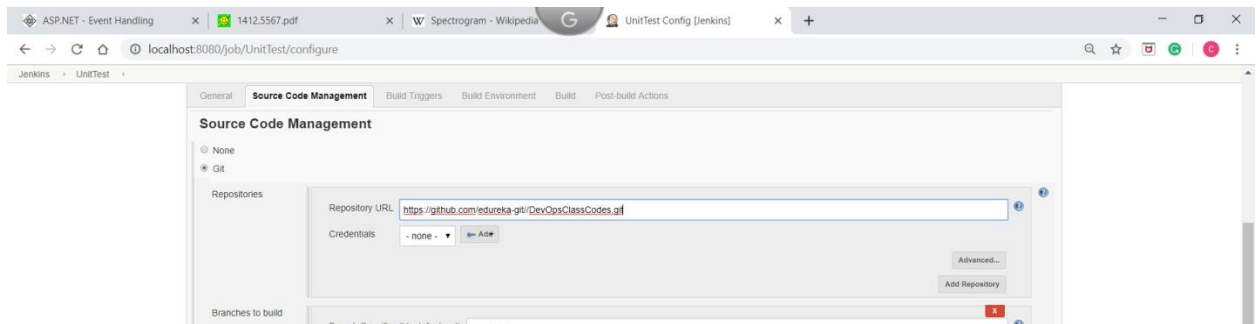 ASP.NET - Event Handling 1412.5567.pdf W Spectrogram - Wikipedia G UnitTest Config [Jenkins]
localhost:8080/job/UnitTest/configure
Jenkins UnitTest
General Source Code Management Build Triggers Build Environment Build Post-build Actions
Source Code Management
None
Git
Repositories
Repository URL https://github.com/edureka-git//DevOpsClassCodes.git
Credentials - none - Add
Advanced...
Add Repository
Branches to build X